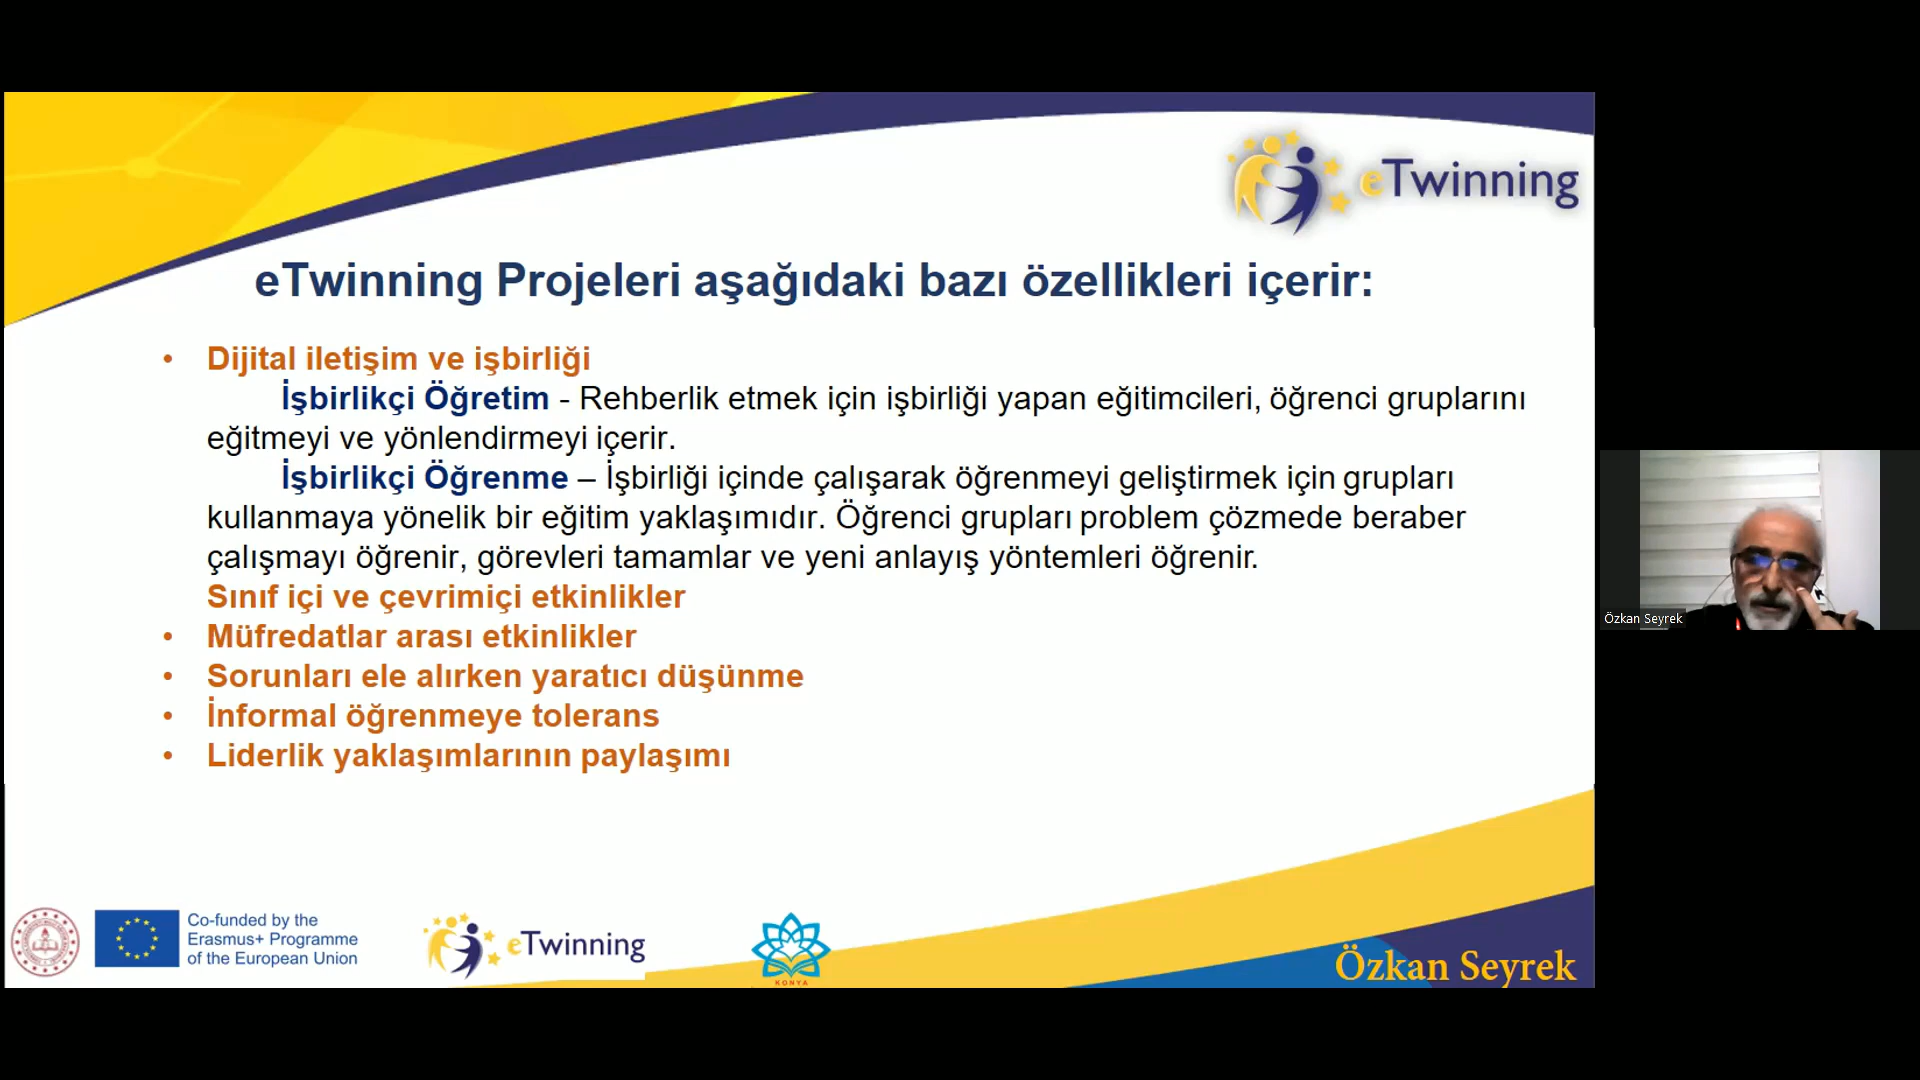 eTwinning
eTwinning Projeleri aşağıdaki bazı özellikleri içerir:
• Dijital iletişim ve işbirliği
İşbirlikçi Öğretim - Rehberlik etmek için işbirliği yapan eğitimcileri, öğrenci gruplarını
eğitmeyi ve yönlendirmeyi içerir.
İşbirlikçi Öğrenme – İşbirliği içinde çalışarak öğrenmeyi geliştirmek için grupları
kullanmaya yönelik bir eğitim yaklaşımıdır. Öğrenci grupları problem çözmede beraber
çalışmayı öğrenir, görevleri tamamlar ve yeni anlayış yöntemleri öğrenir.
Sınıf içi ve çevrimiçi etkinlikler
• Müfredatlar arası etkinlikler
• Sorunları ele alırken yaratıcı düşünme
• İnformal öğrenmeye tolerans
• Liderlik yaklaşımlarının paylaşımı
Co-funded by the
Erasmus+ Programme
of the European Union
eTwinning
KONYA
Özkan Seyrek
Özkan Seyrek